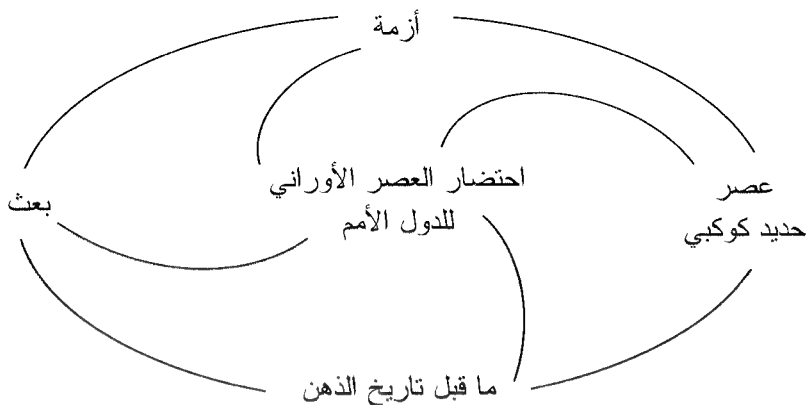 أزمة
احتضار العصر الأوراني
للدول الأمم
عصر
حديد كوكبي
بعث
ما قبل تاريخ الذهن